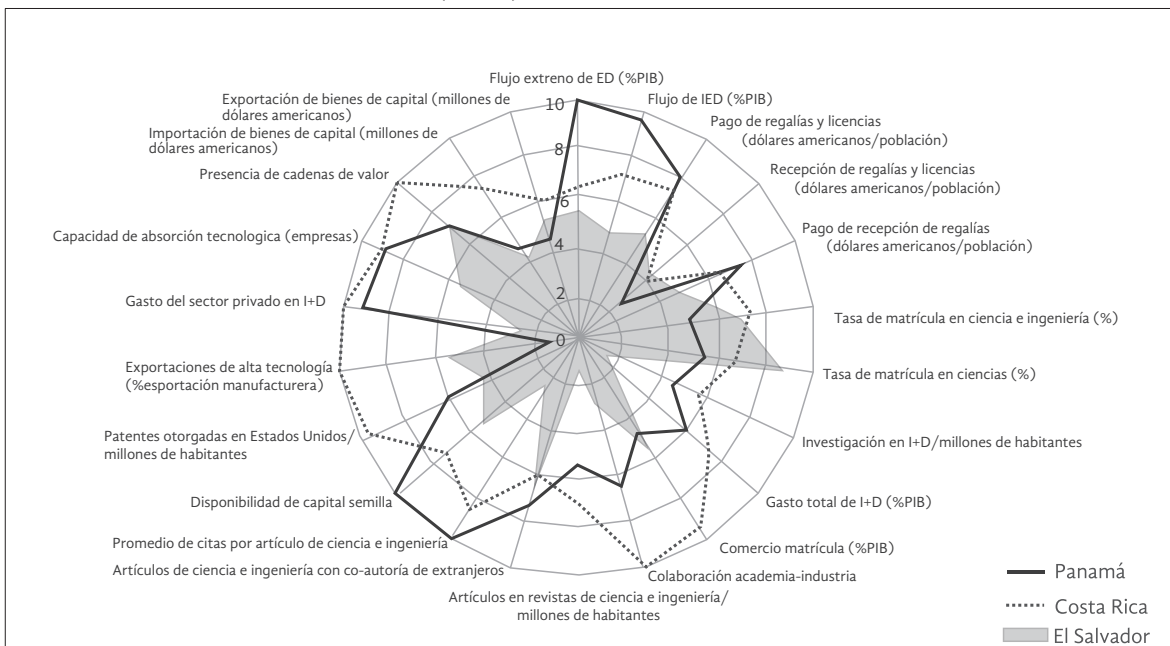 Flujo extreno de ED (%PIB)
Flujo de IED (%PIB)
Pago de regalías y licencias
(dólares americanos/población)
Recepción de regalías y licencias
(dólares americanos/población)
Pago de recepción de regalías
(dólares americanos/población)
Tasa de matrícula en ciencia e ingeniería (%)
Tasa de matrícula en ciencias (%)
Investigación en I+D/millones de habitantes
Gasto total de I+D (%PIB)
Comercio matrícula (%PIB)
Colaboración academia-industria
Artículos en revistas de ciencia e ingeniería/
millones de habitantes
Artículos de ciencia e ingeniería con co-autoría de extranjeros
Promedio de citas por artículo de ciencia e ingeniería
Disponibilidad de capital semilla
Patentes otorgadas en Estados Unidos/
millones de habitantes
Exportaciones de alta tecnología
(%esportación manufacturera)
Gasto del sector privado en I+D
Capacidad de absorción tecnologica (empresas)
Presencia de cadenas de valor
Importación de bienes de capital (millones de
dólares americanos)
Exportación de bienes de capital (millones de
dólares americanos)
10
8
6
4
2
0
Panamá
Costa Rica
El Salvador